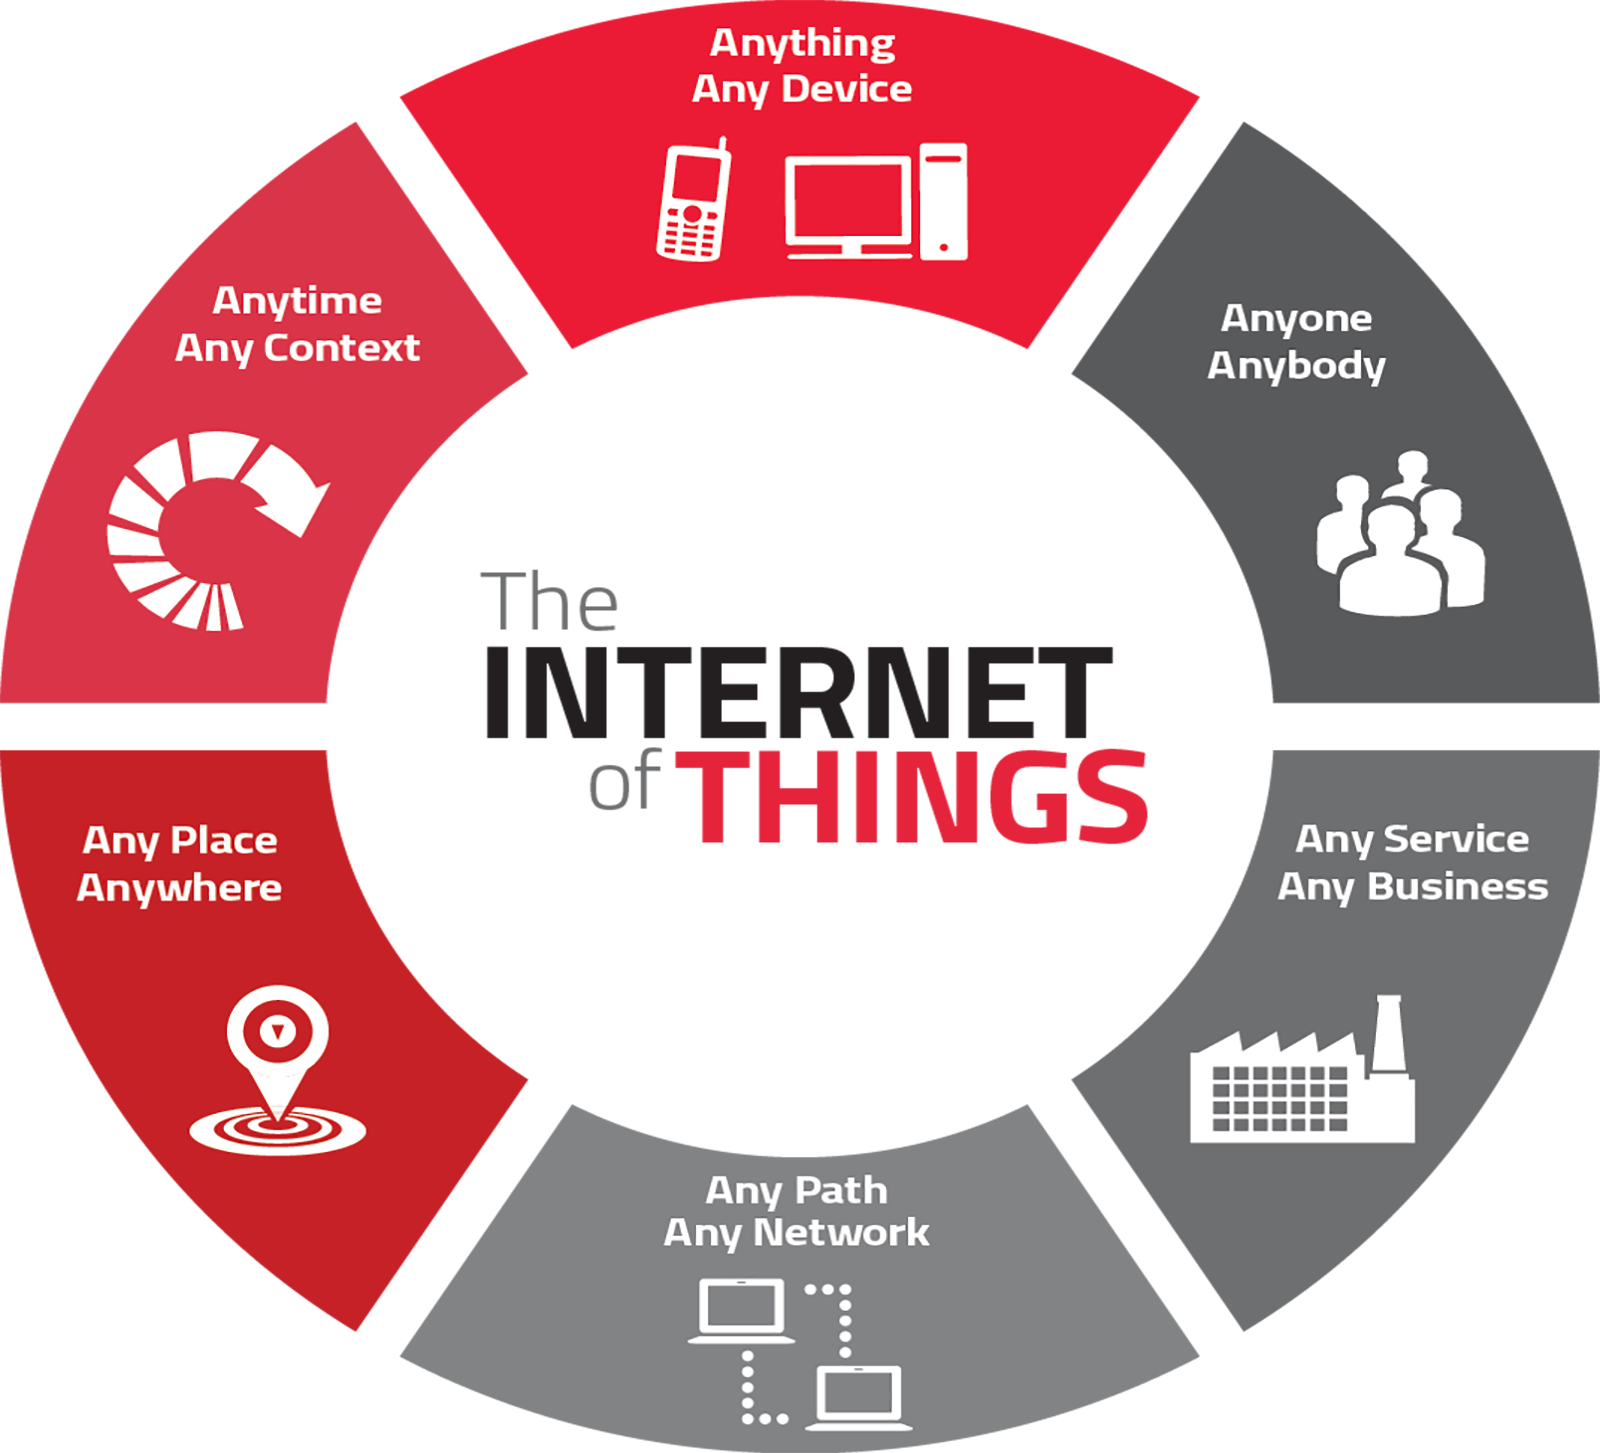 Anything
Any Device
Anyone
Anybody
Any Service
Any Business
Any Path
Any Network
Any Place
Anywhere
Anytime
Any Context
The
INTERNET
of THINGS